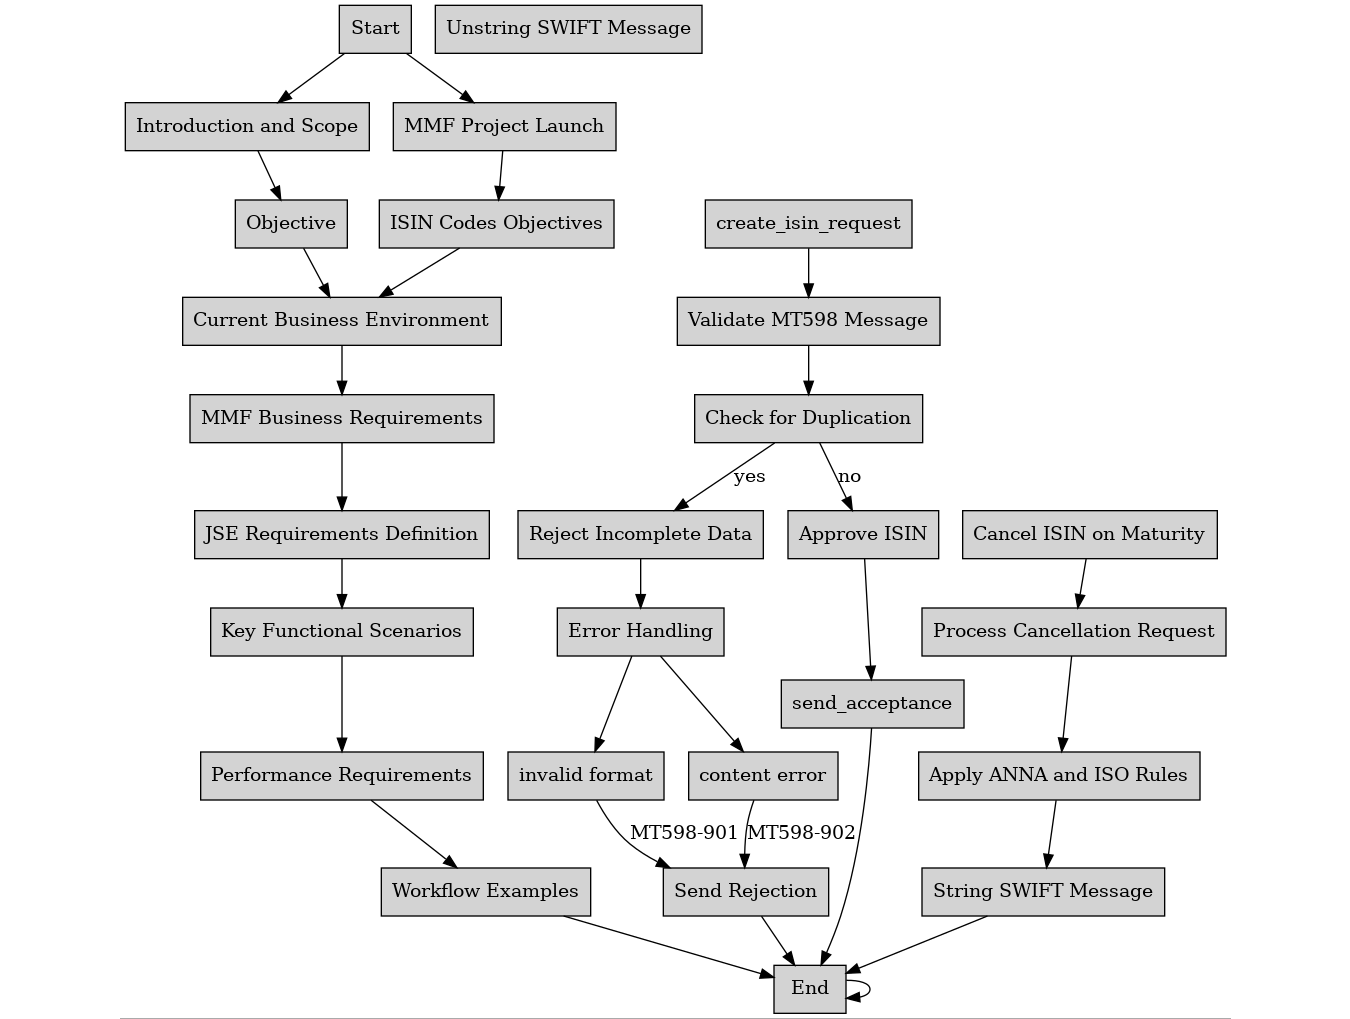 Start
Unstring SWIFT Message
Introduction and Scope
MMF Project Launch
Objective
ISIN Codes Objectives
create_isin_request
Current Business Environment
Validate MT598 Message
MMF Business Requirements
Check for Duplication
yes
no
JSE Requirements Definition
Reject Incomplete Data
Approve ISIN
Cancel ISIN on Maturity
Key Functional Scenarios
Error Handling
Process Cancellation Request
send_acceptance
Performance Requirements
invalid format
content error
Apply ANNA and ISO Rules
MT598-901
MT598-902
Workflow Examples
Send Rejection
String SWIFT Message
End